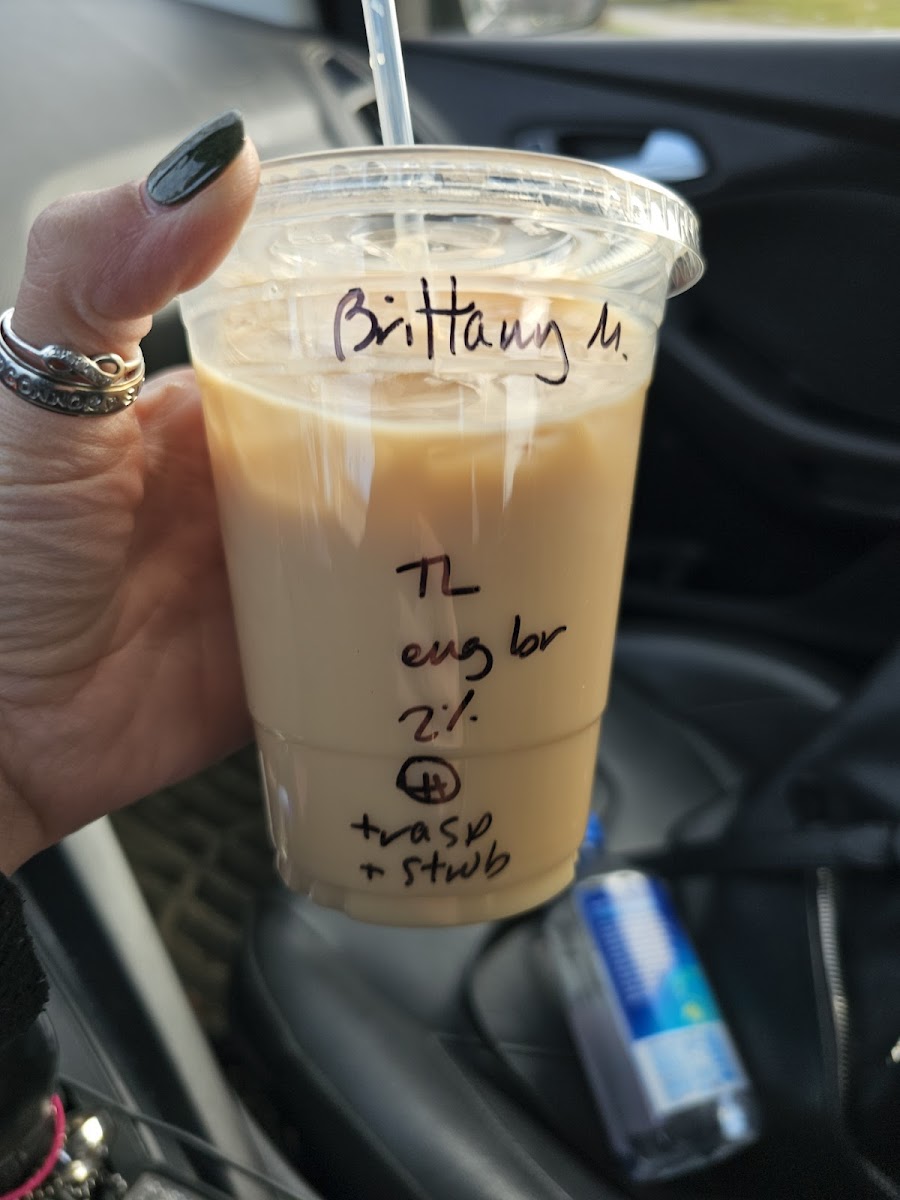 Brittany M.
TL
eng br
2%
+rasp
+ strwb